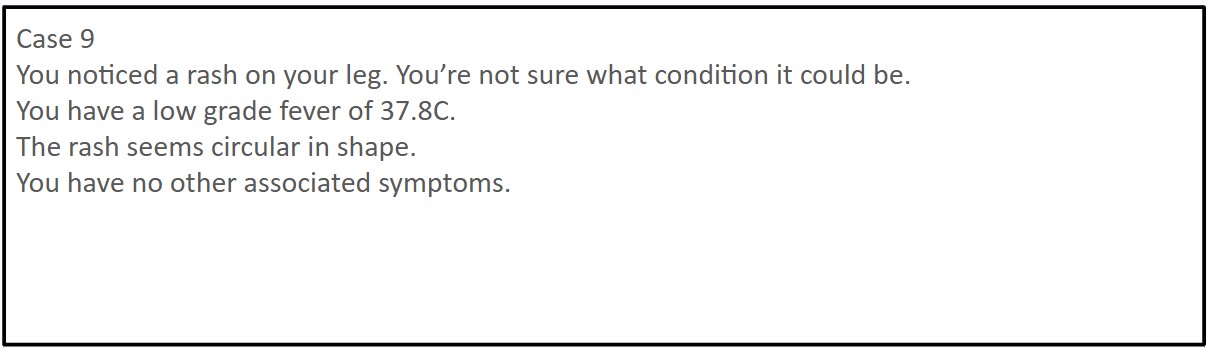 Case 9
You noticed a rash on your leg. You’re not sure what condition it could be.
You have a low grade fever of 37.8C.
The rash seems circular in shape.
You have no other associated symptoms.